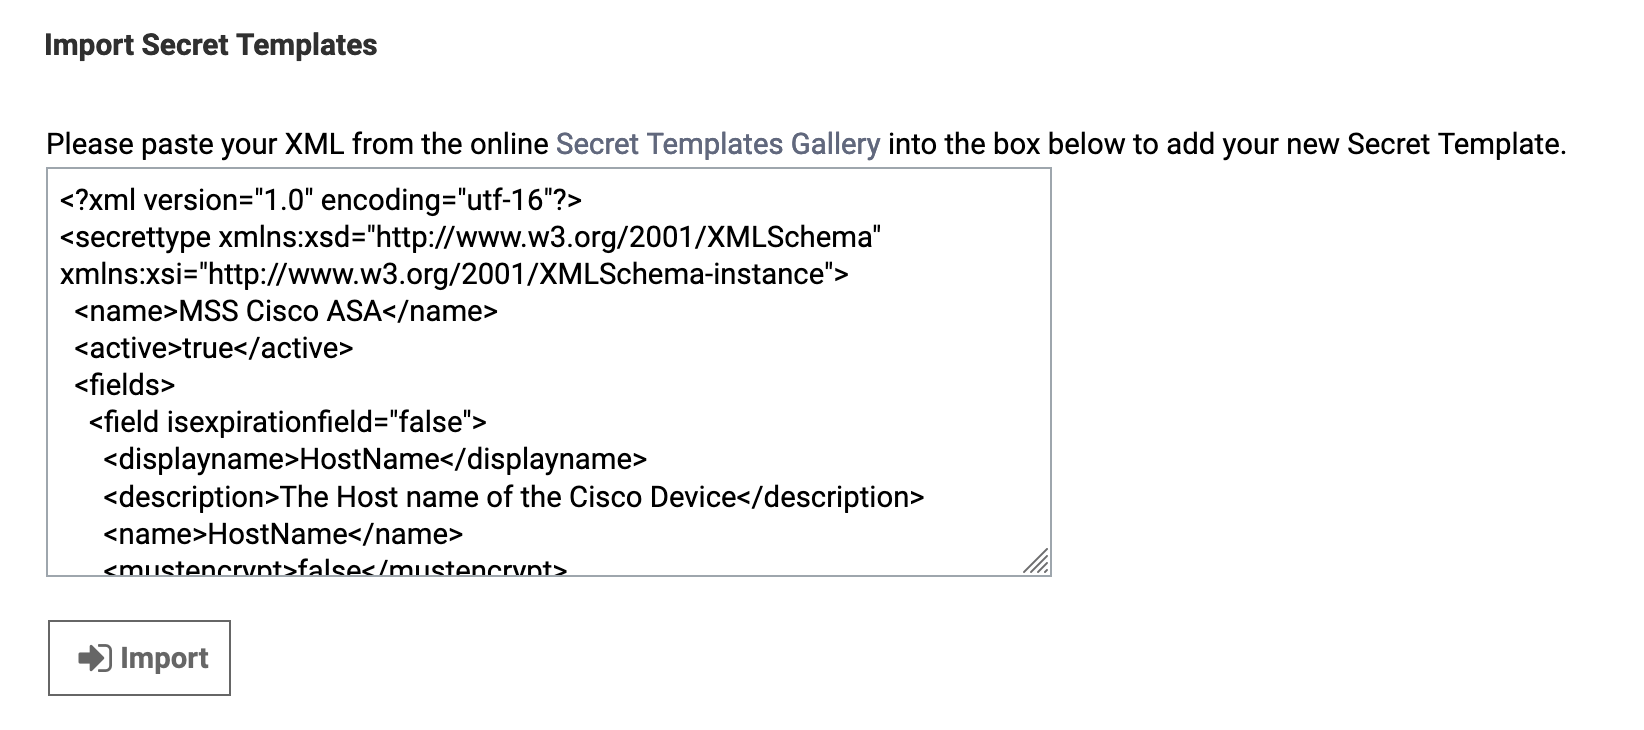 Import Secret Templates
Please paste your XML from the online Secret Templates Gallery into the box below to add your new Secret Template.
<?xml version="1.0" encoding="utf-16"?>
<secrettype xmlns:xsd="http://www.w3.org/2001/XMLSchema"
xmlns:xsi="http://www.w3.org/2001/XMLSchema-instance">
<name>MSS Cisco ASA</name>
<active>true</active>
<fields>
<field isexpirationfield="false">
<displayname>HostName</displayname>
<description>The Host name of the Cisco Device</description>
<name>HostName</name>
<mustencrypt>false</mustencrypt>
Import